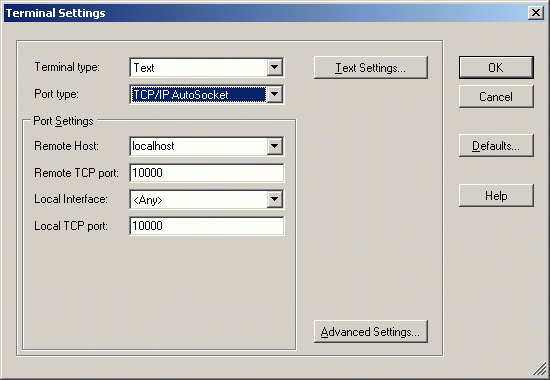 Terminal Settings
Terminal type: Text Text Settings... OK
Port type: TCP/IP AutoSocket Cancel
Port Settings
Remote Host: localhost Defaults...
Remote TCP port: 10000
Local Interface: <Any> Help
Local TCP port: 10000
Advanced Settings...